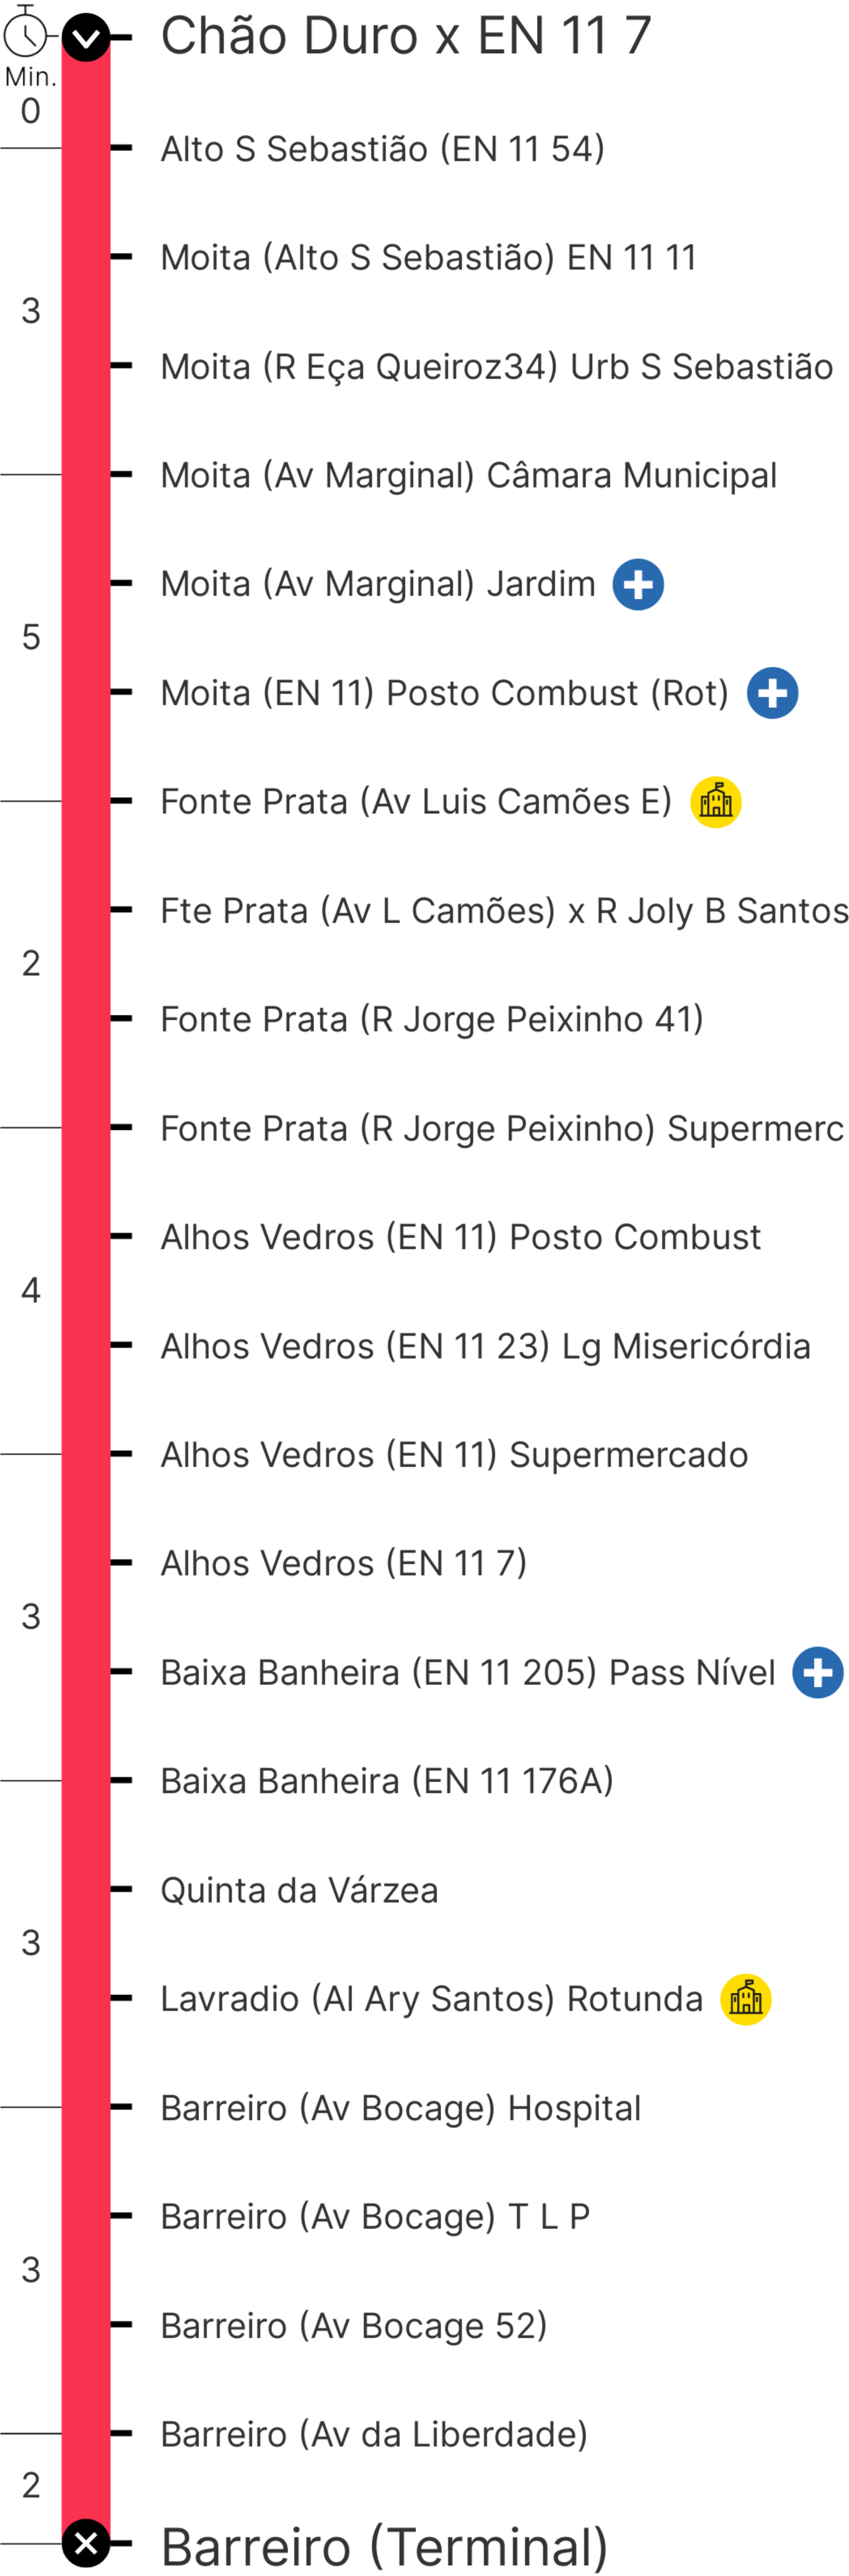 Chão Duro x EN 11 7
Min.
0
Alto S Sebastião (EN 11 54)
Moita (Alto S Sebastião) EN 11 11
3
Moita (R Eça Queiroz34) Urb S Sebastião
Moita (Av Marginal) Câmara Municipal
Moita (Av Marginal) Jardim
5
Moita (EN 11) Posto Combust (Rot)
Fonte Prata (Av Luis Camões E)
Fte Prata (Av L Camões) x R Joly B Santos
2
Fonte Prata (R Jorge Peixinho 41)
Fonte Prata (R Jorge Peixinho) Supermerc
Alhos Vedros (EN 11) Posto Combust
4
Alhos Vedros (EN 11 23) Lg Misericórdia
Alhos Vedros (EN 11) Supermercado
Alhos Vedros (EN 11 7)
3
Baixa Banheira (EN 11 205) Pass Nível
Baixa Banheira (EN 11 176A)
Quinta da Várzea
3
Lavradio (Al Ary Santos) Rotunda
Barreiro (Av Bocage) Hospital
Barreiro (Av Bocage) T L P
3
Barreiro (Av Bocage 52)
Barreiro (Av da Liberdade)
2
Barreiro (Terminal)